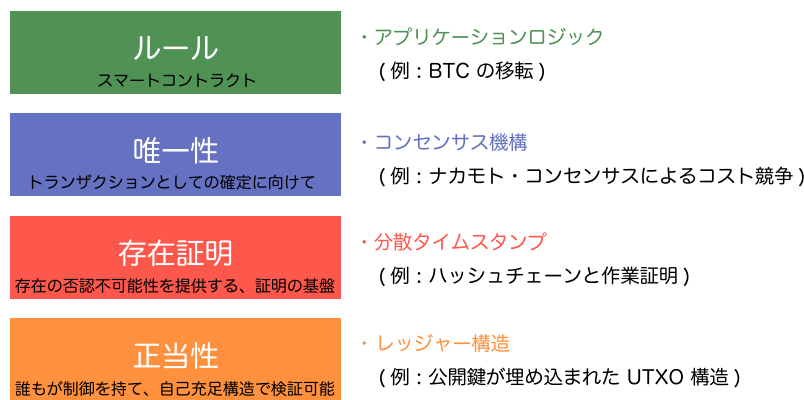 ルール
スマートコントラクト
・アプリケーションロジック
(例：BTC の移転)
唯一性
トランザクションとしての確定に向けて
・コンセンサス機構
(例：ナカモト・コンセンサスによるコスト競争)
存在証明
存在の否認不可能性を提供する、証明の基盤
・分散タイムスタンプ
(例：ハッシュチェーンと作業証明)
正当性
誰もが制御を持て、自己充足構造で検証可能
・レッジャー構造
(例：公開鍵が埋め込まれた UTXO 構造)